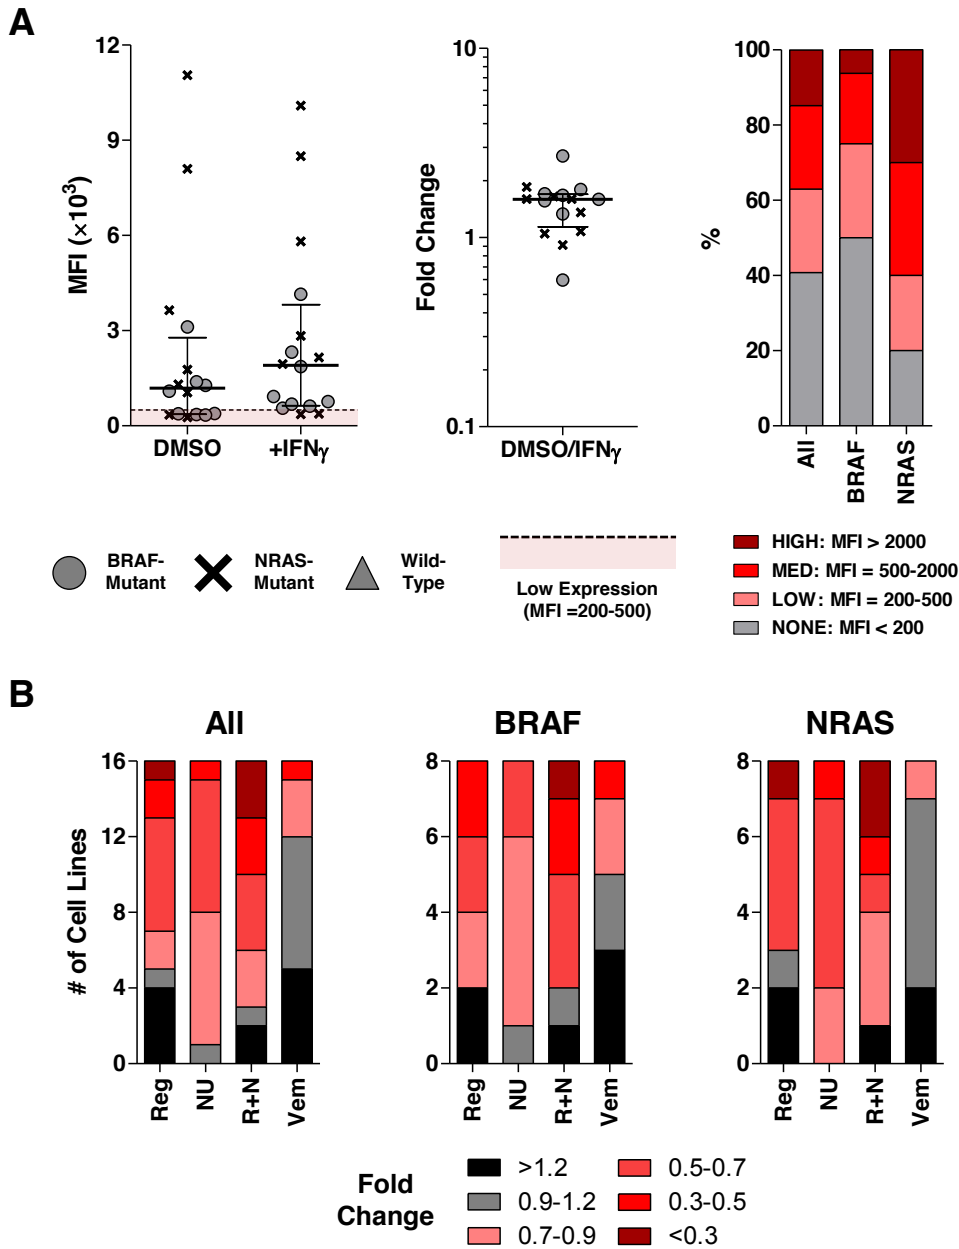 A
12
9
6
3
0
MFI (×10³)
DMSO
+IFNγ
10
1
0.1
Fold Change
DMSO/IFNγ
100
80
60
40
20
0
%
All
BRAF
NRAS
BRAF-
Mutant
NRAS-
Mutant
Wild-
Type
Low Expression
(MFI =200-500)
HIGH: MFI > 2000
MED: MFI = 500-2000
LOW: MFI = 200-500
NONE: MFI < 200
B
All
16
12
8
4
0
# of Cell Lines
Reg
NU
R+N
Vem
BRAF
8
6
4
2
0
Reg
NU
R+N
Vem
NRAS
8
6
4
2
0
Reg
NU
R+N
Vem
Fold
Change
>1.2
0.9-1.2
0.7-0.9
0.5-0.7
0.3-0.5
<0.3